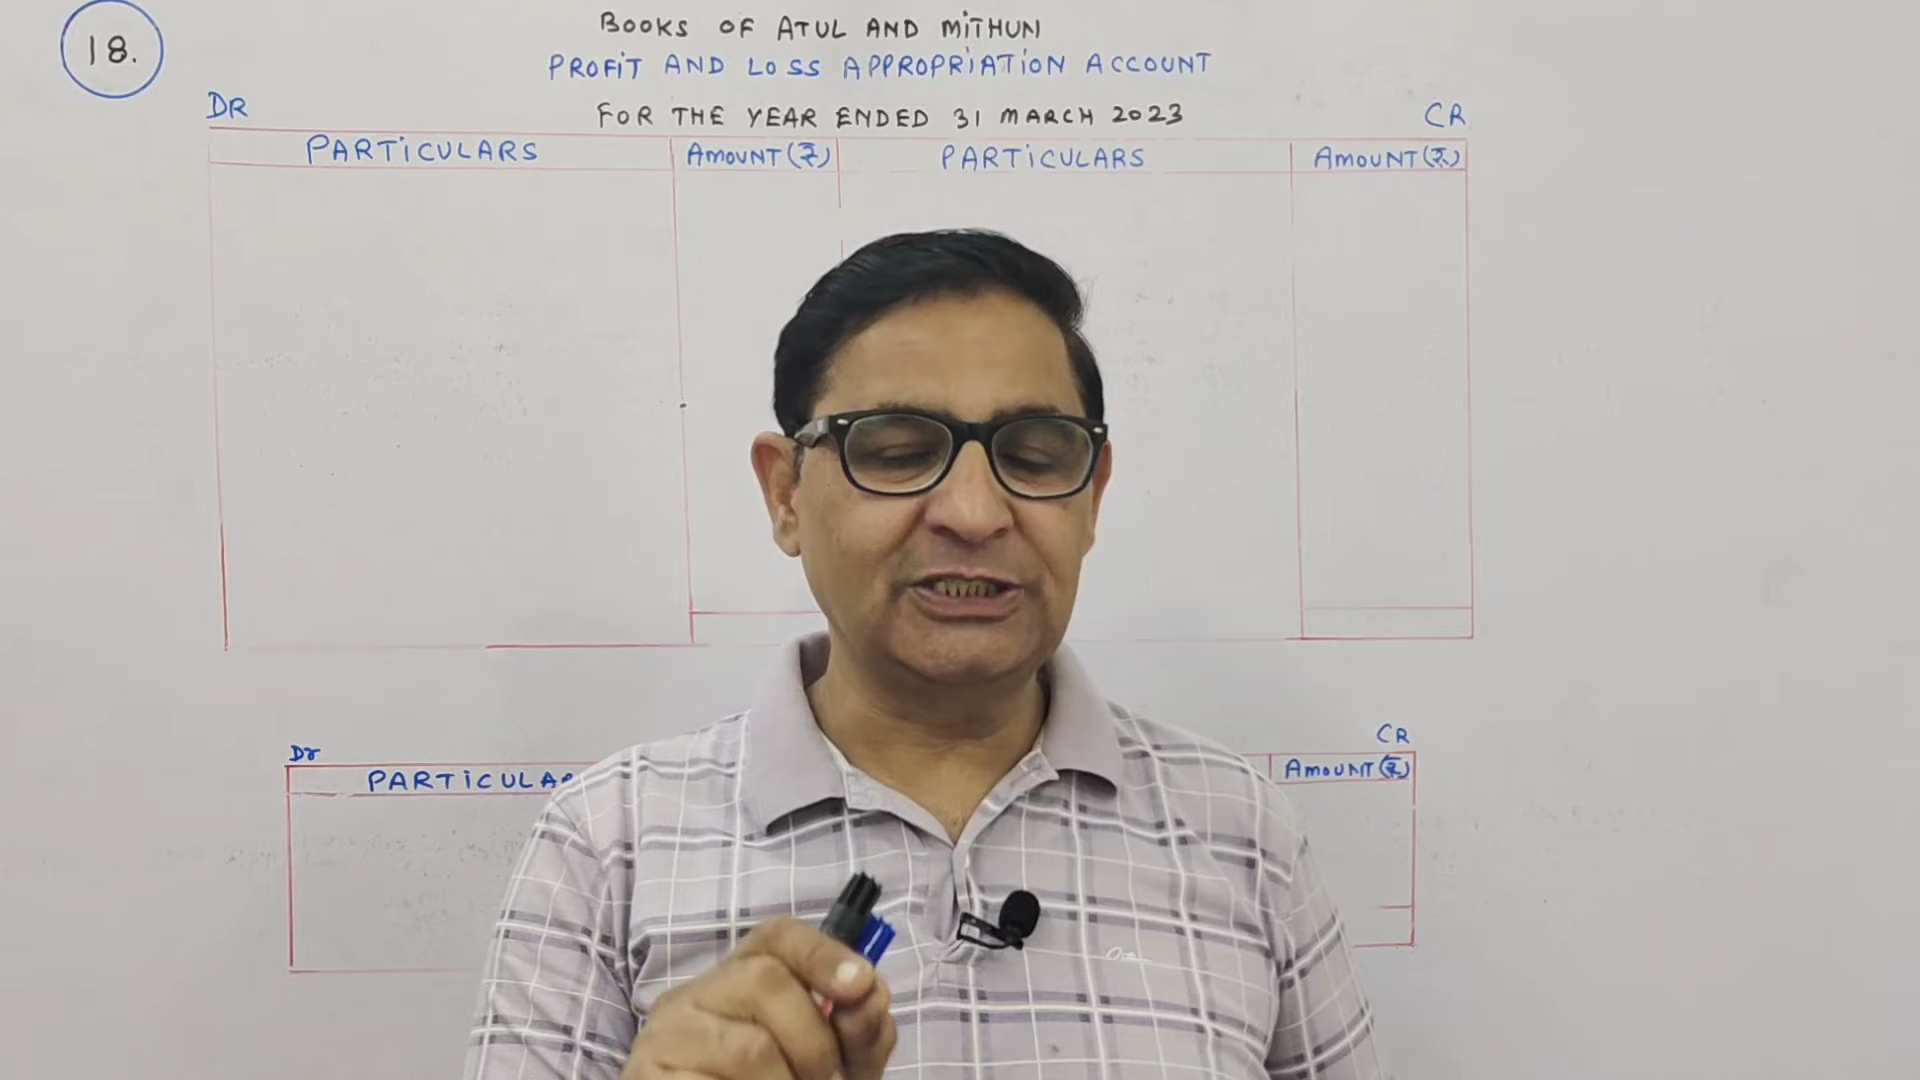 18.
BOOKS OF ATUL AND MITHUN
PROFIT AND LOSS APPROPRIATION ACCOUNT
FOR THE YEAR ENDED 31 MARCH 2023
DR
CR
PARTICULARS AMOUNT(₹) PARTICULARS AMOUNT(₹)
Dr
CR
PARTICULA
AMOUNT(₹)